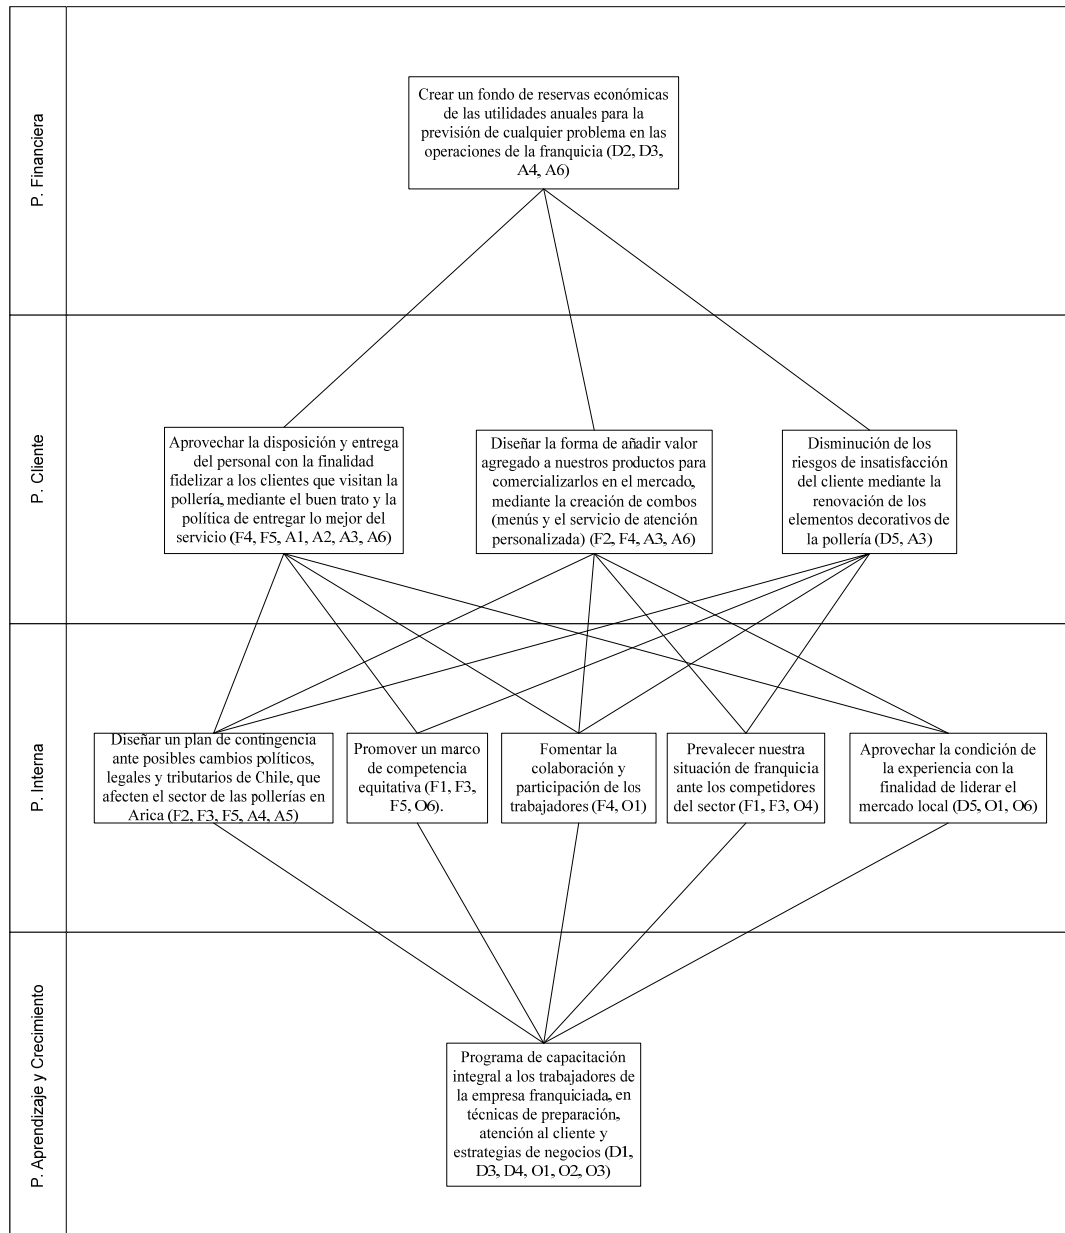 P. Financiera
Crear un fondo de reservas económicas
de las utilidades anuales para la
previsión de cualquier problema en las
operaciones de la franquicia (D2, D3,
A4, A6)
P. Cliente
Aprovechar la disposición y entrega
del personal con la finalidad
fidelizar a los clientes que visitan la
pollería, mediante el buen trato y la
política de entregar lo mejor del
servicio (F4, F5, A1, A2, A3, A6)
Diseñar la forma de añadir valor
agregado a nuestros productos para
comercializarlos en el mercado,
mediante la creación de combos
(menús y el servicio de atención
personalizada) (F2, F4, A3, A6)
Disminución de los
riesgos de insatisfacción
del cliente mediante la
renovación de los
elementos decorativos de
la pollería (D5, A3)
P. Interna
Diseñar un plan de contingencia
ante posibles cambios políticos,
legales y tributarios de Chile, que
afecten el sector de las pollerías en
Arica (F2, F3, F5, A4, A5)
Promover un marco
de competencia
equitativa (F1, F3,
F5, O6).
Fomentar la
colaboración y
participación de los
trabajadores (F4, O1)
Prevalecer nuestra
situación de franquicia
ante los competidores
del sector (F1, F3, O4)
Aprovechar la condición de
la experiencia con la
finalidad de liderar el
mercado local (D5, O1, O6)
P. Aprendizaje y Crecimiento
Programa de capacitación
integral a los trabajadores de
la empresa franquiciada, en
técnicas de preparación,
atención al cliente y
estrategias de negocios (D1,
D3, D4, O1, O2, O3)